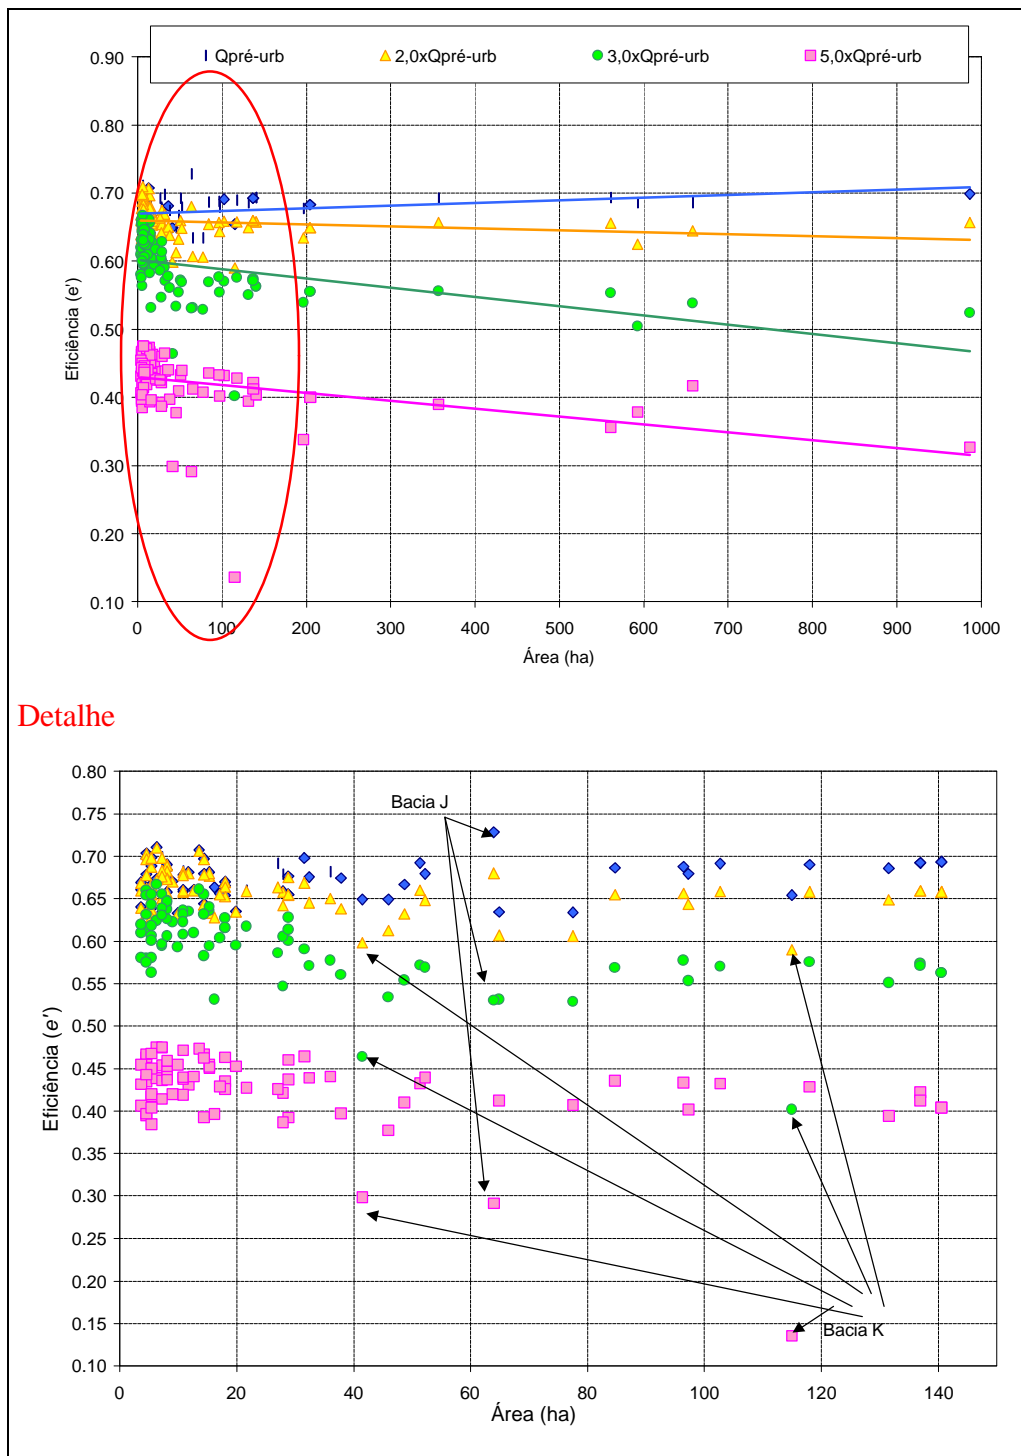 Qpré-urb 2,0xQpré-urb 3,0xQpré-urb 5,0xQpré-urb
0.90
0.80
0.70
0.60
0.50
0.40
0.30
0.20
0.10
Eficiência (e')
0 100 200 300 400 500 600 700 800 900 1000
Área (ha)
Detalhe
0.80
0.75
0.70
0.65
0.60
0.55
0.50
0.45
0.40
0.35
0.30
0.25
0.20
0.15
0.10
Eficiência (e')
Bacia J
Bacia K
0 20 40 60 80 100 120 140
Área (ha)